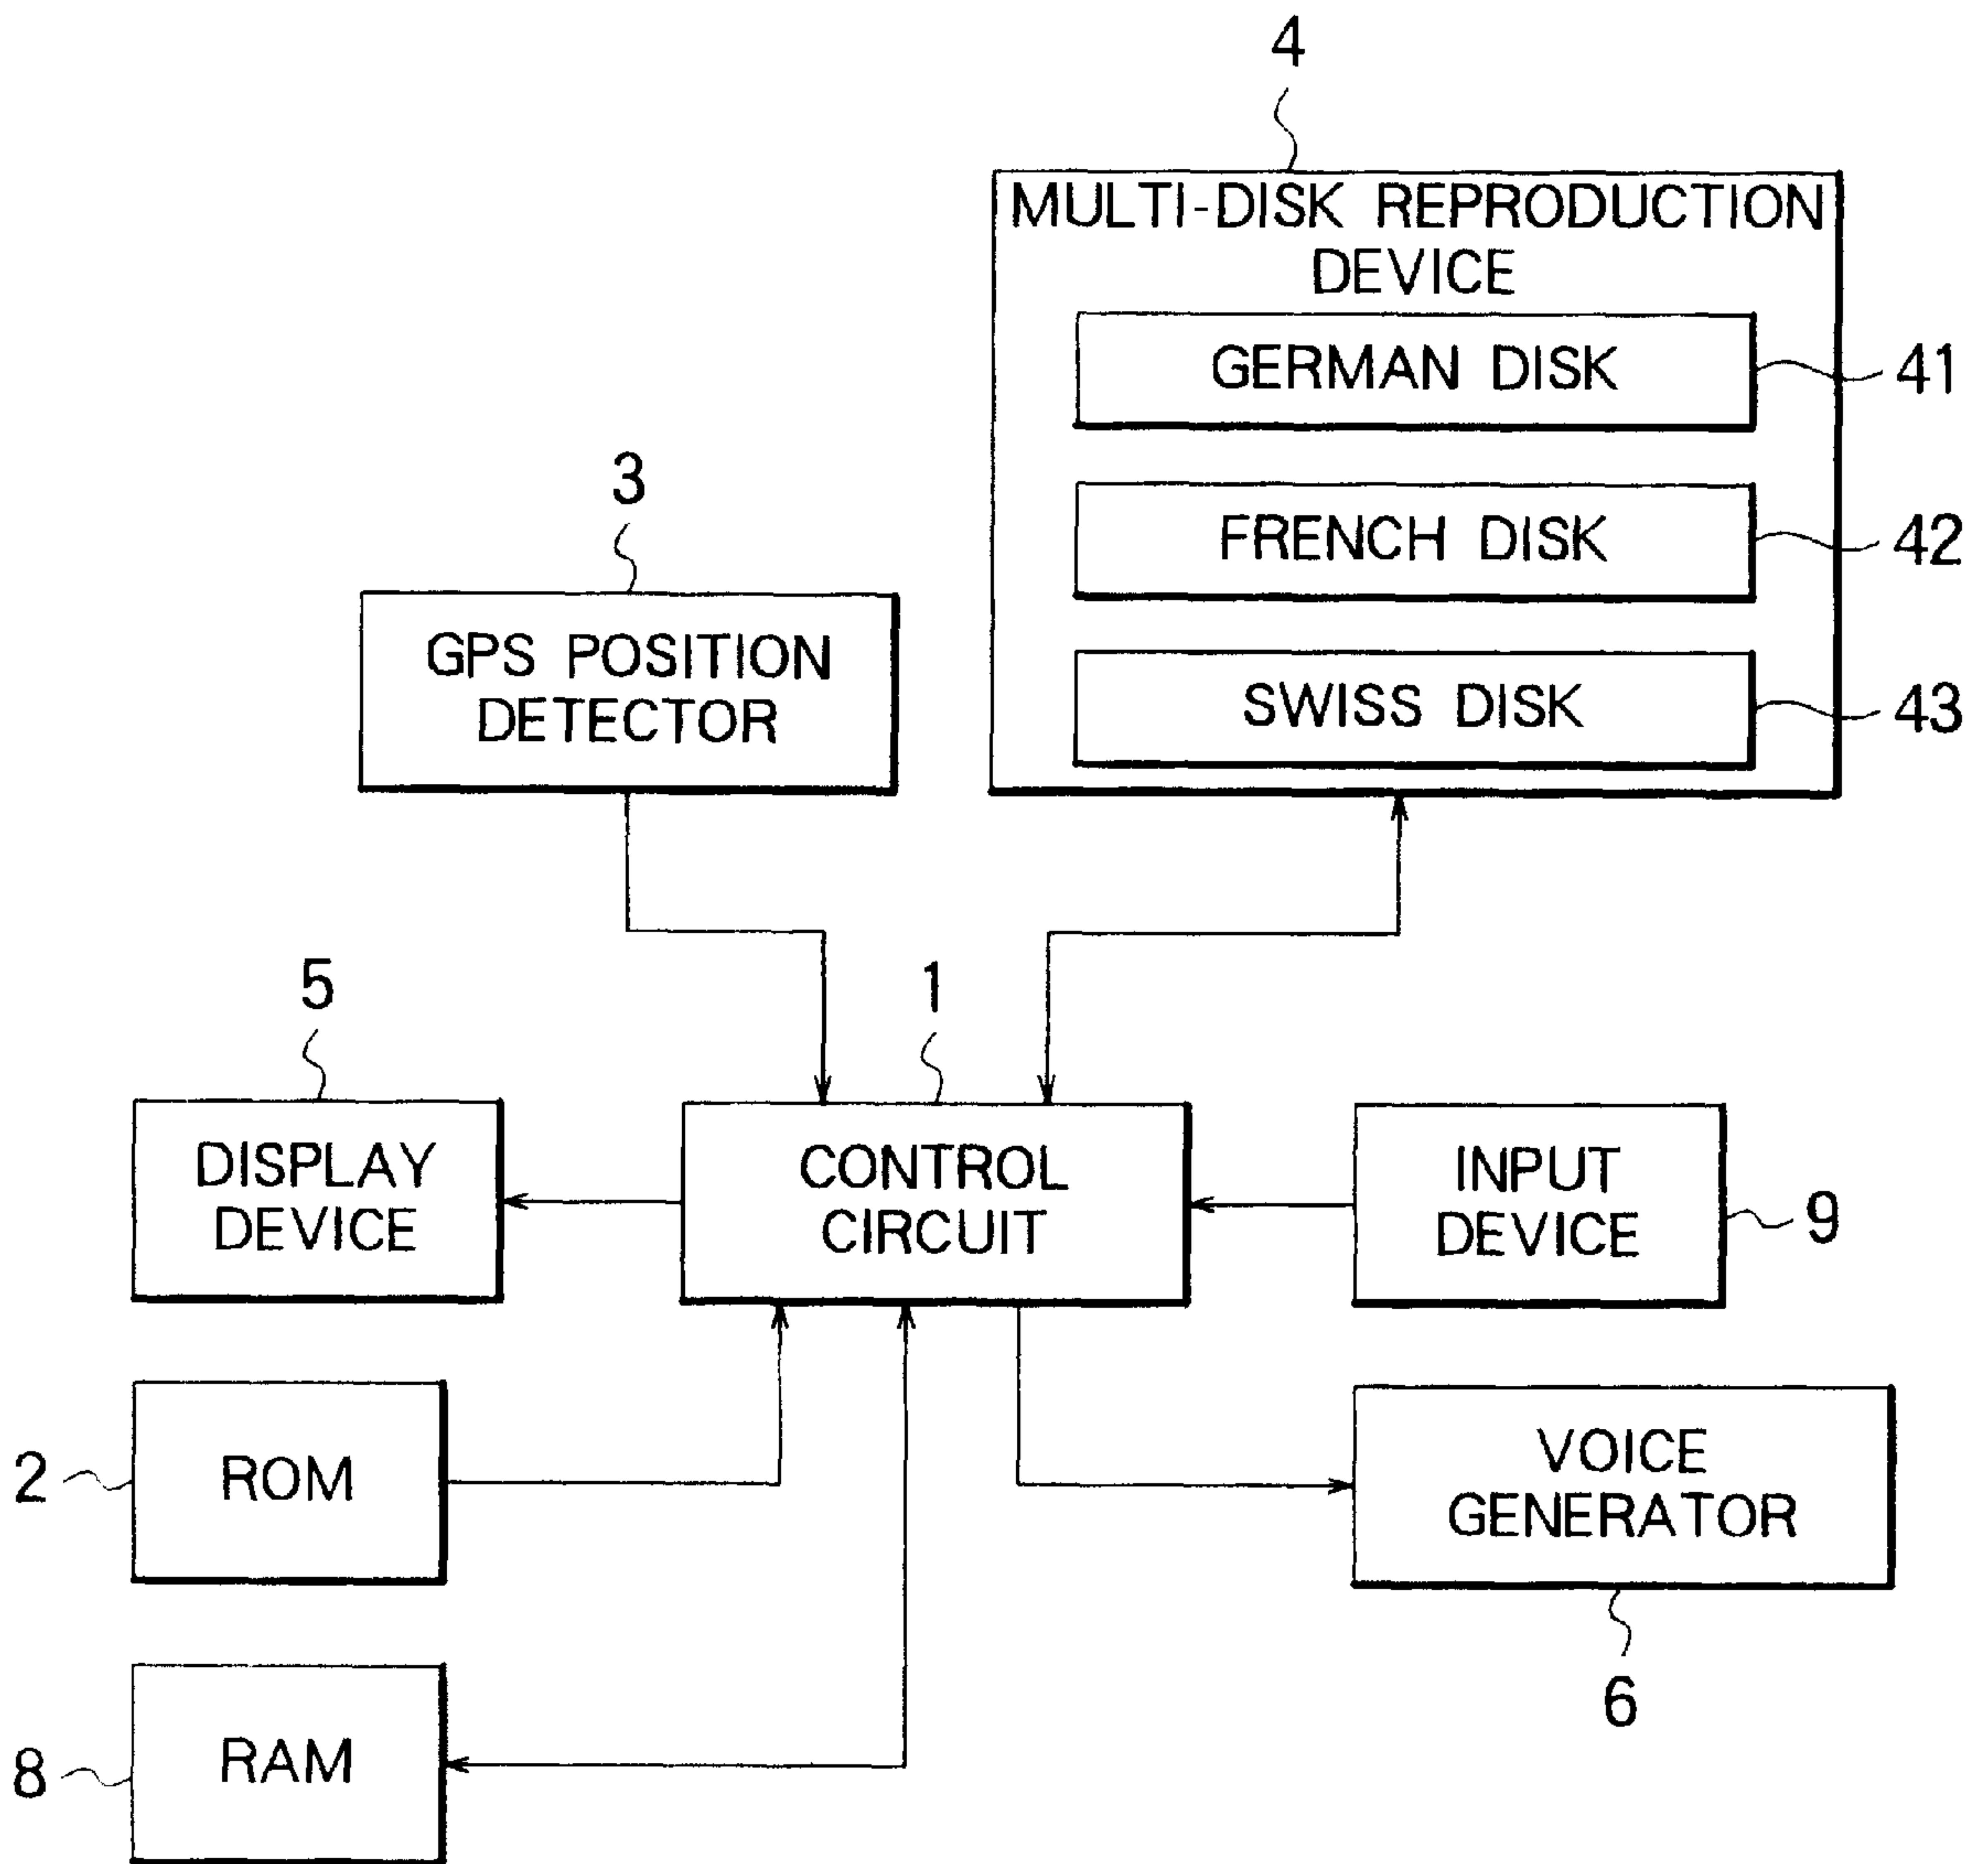 4
MULTI-DISK REPRODUCTION
DEVICE
GERMAN DISK
41
FRENCH DISK
42
SWISS DISK
43
3
GPS POSITION
DETECTOR
5
DISPLAY
DEVICE
1
CONTROL
CIRCUIT
INPUT
DEVICE
9
2
ROM
VOICE
GENERATOR
6
8
RAM